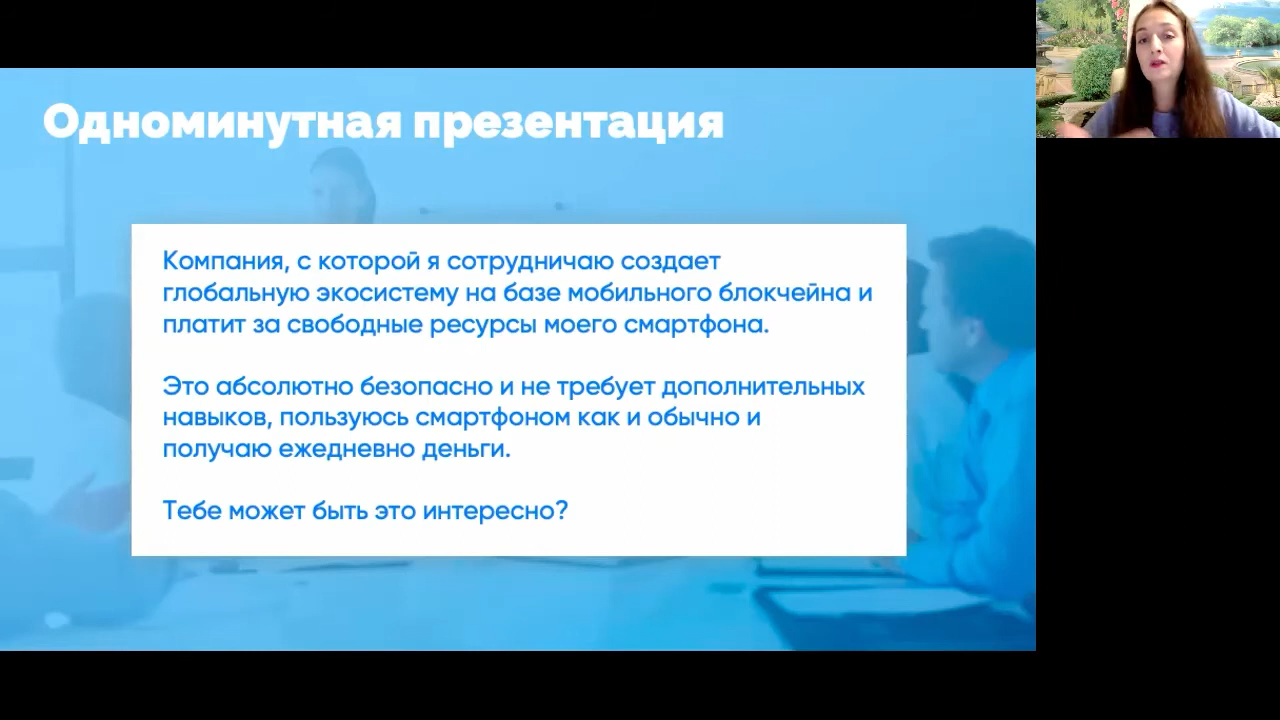 Одноминутная презентация
Компания, с которой я сотрудничаю создает
глобальную экосистему на базе мобильного блокчейна и
платит за свободные ресурсы моего смартфона.
Это абсолютно безопасно и не требует дополнительных
навыков, пользуюсь смартфоном как и обычно и
получаю ежедневно деньги.
Тебе может быть это интересно?